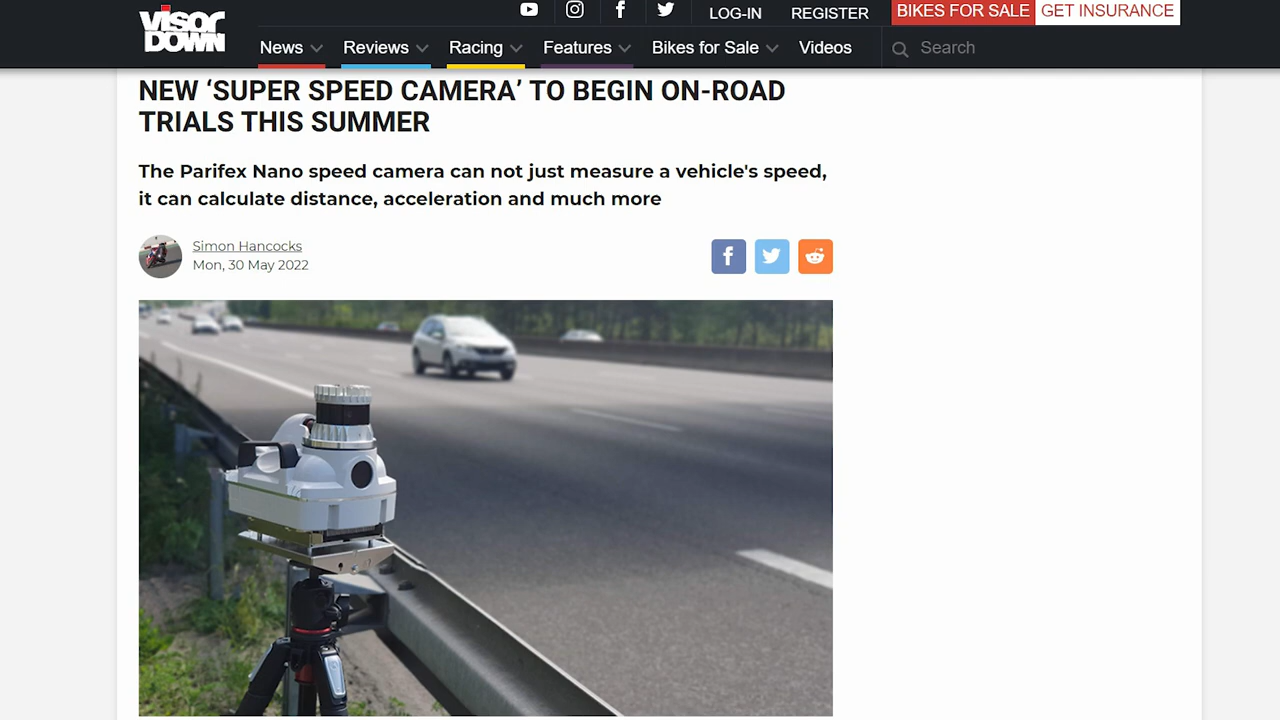 VISOR
DOWN
LOG-IN
REGISTER
BIKES FOR SALE
GET INSURANCE
News
Reviews
Racing
Features
Bikes for Sale
Videos
Search
NEW ‘SUPER SPEED CAMERA’ TO BEGIN ON-ROAD
TRIALS THIS SUMMER
The Parifex Nano speed camera can not just measure a vehicle's speed,
it can calculate distance, acceleration and much more
Simon Hancocks
Mon, 30 May 2022